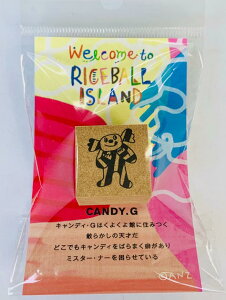 Welcome to
RICEBALL
ISLAND
CANDY.G
キャンディ・Gはくよくよ館に住みつく
散らかしの天才だ
どこでもキャンディをばらまく癖があり
ミスター・ナーを困らせている